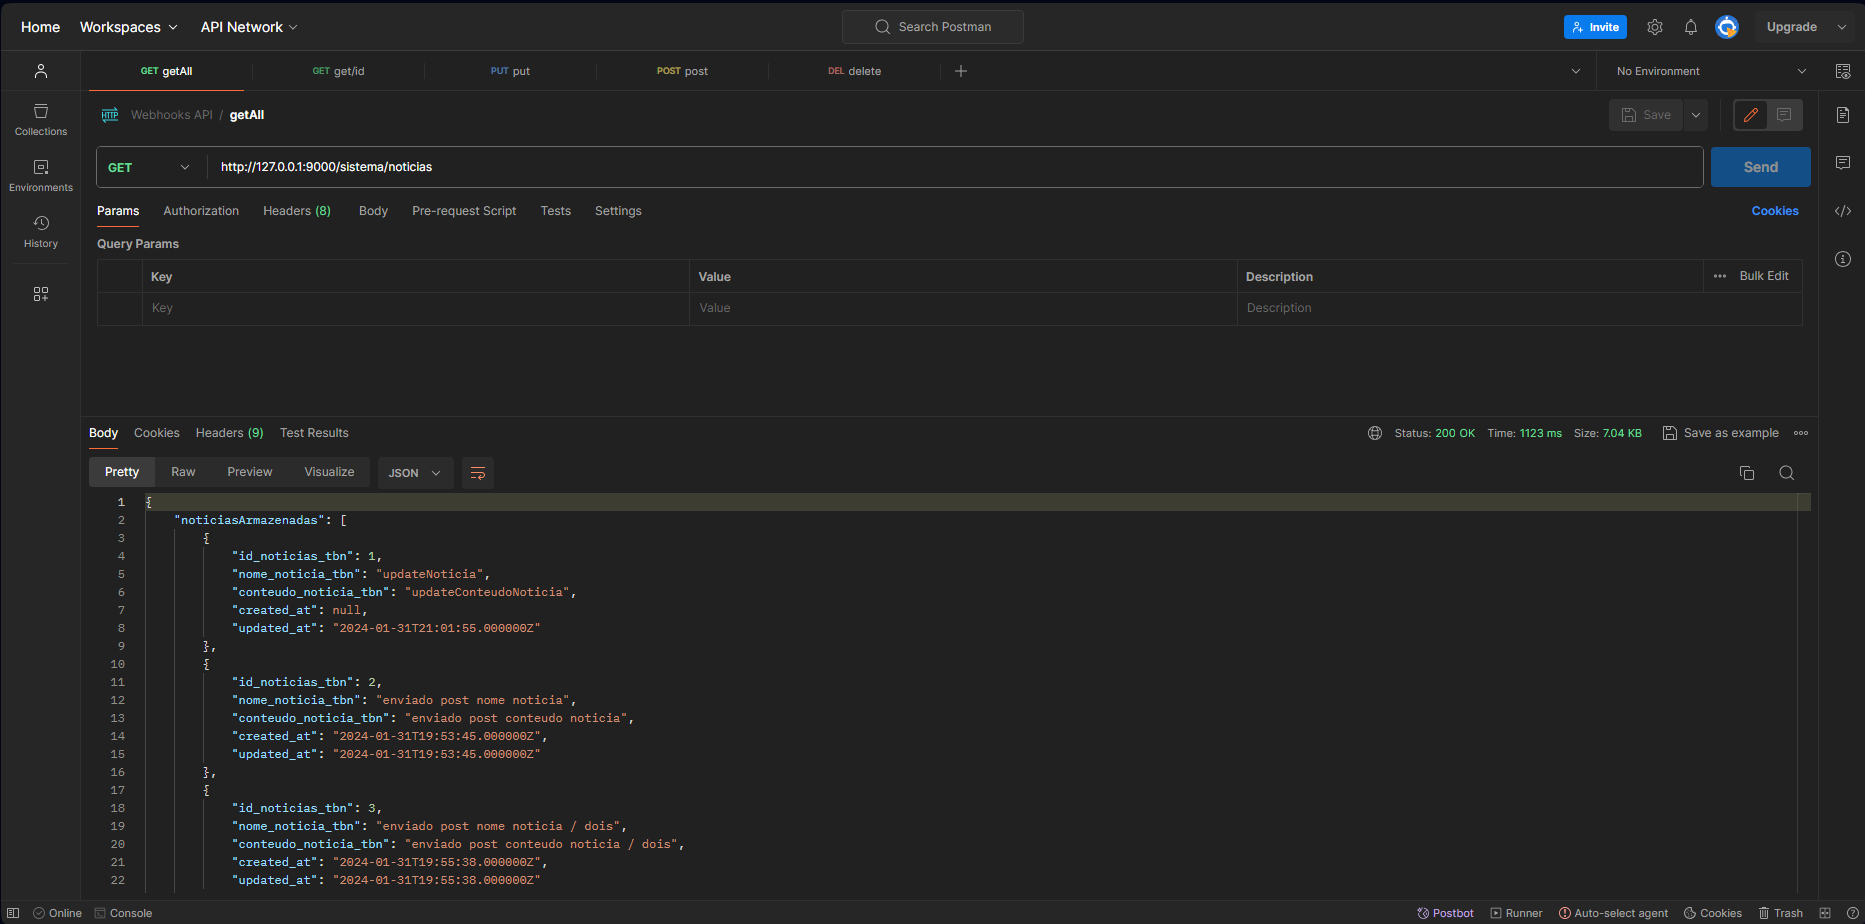 Home Workspaces API Network Search Postman Invite Upgrade
GET getAll GET get/id PUT put POST post DEL delete No Environment
HTTP Webhooks API / getAll Save
Collections
GET http://127.0.0.1:9000/sistema/noticias Send
Environments
Params Authorization Headers (8) Body Pre-request Script Tests Settings Cookies
History
Query Params
Key Value Description Bulk Edit
Key Value Description
Body Cookies Headers (9) Test Results Status: 200 OK Time: 1123 ms Size: 7.04 KB Save as example
Pretty Raw Preview Visualize JSON
1 {
2 "noticiasArmazenadas": [
3 {
4 "id_noticias_tbn": 1,
5 "nome_noticia_tbn": "updateNoticia",
6 "conteudo_noticia_tbn": "updateConteudoNoticia",
7 "created_at": null,
8 "updated_at": "2024-01-31T21:01:55.000000Z"
9 },
10 {
11 "id_noticias_tbn": 2,
12 "nome_noticia_tbn": "enviado post nome noticia",
13 "conteudo_noticia_tbn": "enviado post conteudo noticia",
14 "created_at": "2024-01-31T19:53:45.000000Z",
15 "updated_at": "2024-01-31T19:53:45.000000Z"
16 },
17 {
18 "id_noticias_tbn": 3,
19 "nome_noticia_tbn": "enviado post nome noticia / dois",
20 "conteudo_noticia_tbn": "enviado post conteudo noticia / dois",
21 "created_at": "2024-01-31T19:55:38.000000Z",
22 "updated_at": "2024-01-31T19:55:38.000000Z"
Online Console Postbot Runner Auto-select agent Cookies Trash